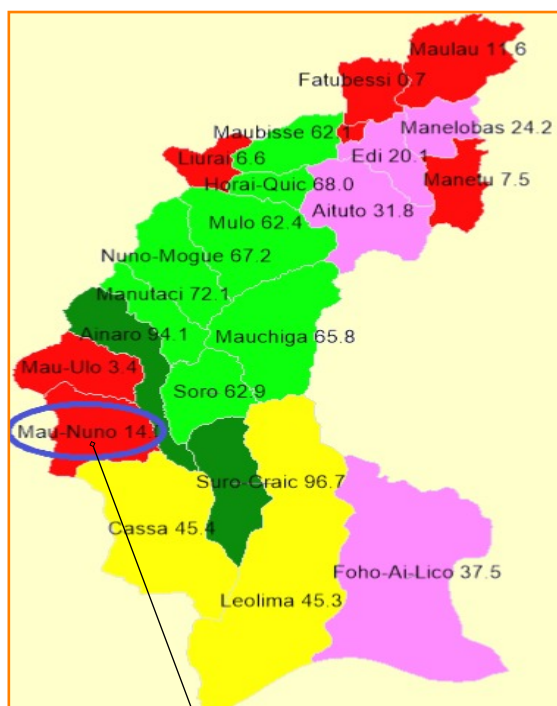 Maulau 11.6
Fatubessi 0.7
Maubisse 62.1
Manelobas 24.2
Liurai 6.6
Edi 20.1
Horai-Quic 68.0
Manetu 7.5
Aituto 31.8
Mulo 62.4
Nuno-Mogue 67.2
Manutaci 72.1
Ainaro 94.1
Mauchiga 65.8
Mau-Ulo 3.4
Soro 62.9
Mau-Nuno
Suro-Craic 96.7
Cassa 45.4
Foho-Ai-Lico 37.5
Leolima 45.3